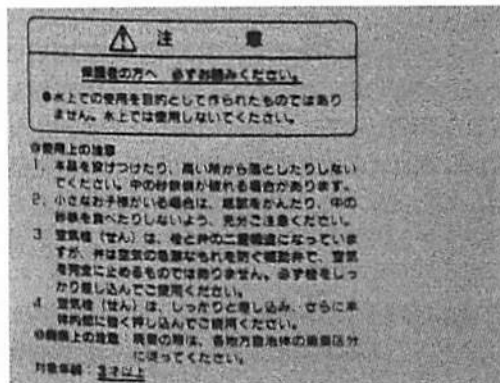 ⚠ 注 意
保護者の方へ 必ずお読みください。
●水上での使用を目的として作られたものではあり
ません。水上では使用しないでください。
●使用上の注意
1. 本品を投げつけたり、高い所から落としたりしない
でください。中の砂鉄袋が破れる場合があります。
2. 小さなお子様がいる場合は、 をかんだり、中の
砂鉄を食べたりしないよう、充分ご注意ください。
3. 空気栓(せん)は、栓と弁の二重構造になっていま
すが、弁は空気の急激なもれを防ぐ補助弁で、空気
を完全に止めるものではありません。必ず栓をしっ
かり差し込んでご使用ください。
4. 空気栓(せん)は、しっかりと差し込み、さらに本
体内側に強く押し込んでご使用ください。
●廃棄上の注意:廃棄の際は、各地方自治体の廃棄区分
に従ってください。
対象年齢:3才以上